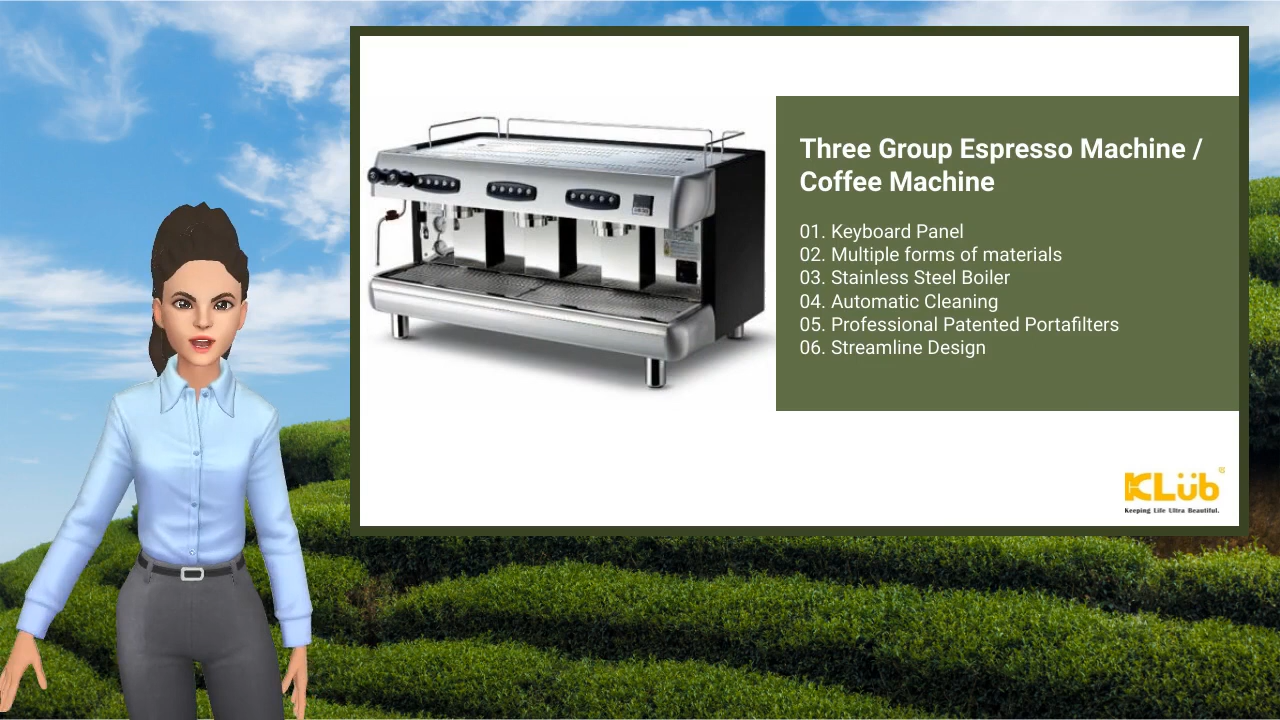 Three Group Espresso Machine /
Coffee Machine
01. Keyboard Panel
02. Multiple forms of materials
03. Stainless Steel Boiler
04. Automatic Cleaning
05. Professional Patented Portafilters
06. Streamline Design
KLüb®
Keeping Life Ultra Beautiful.